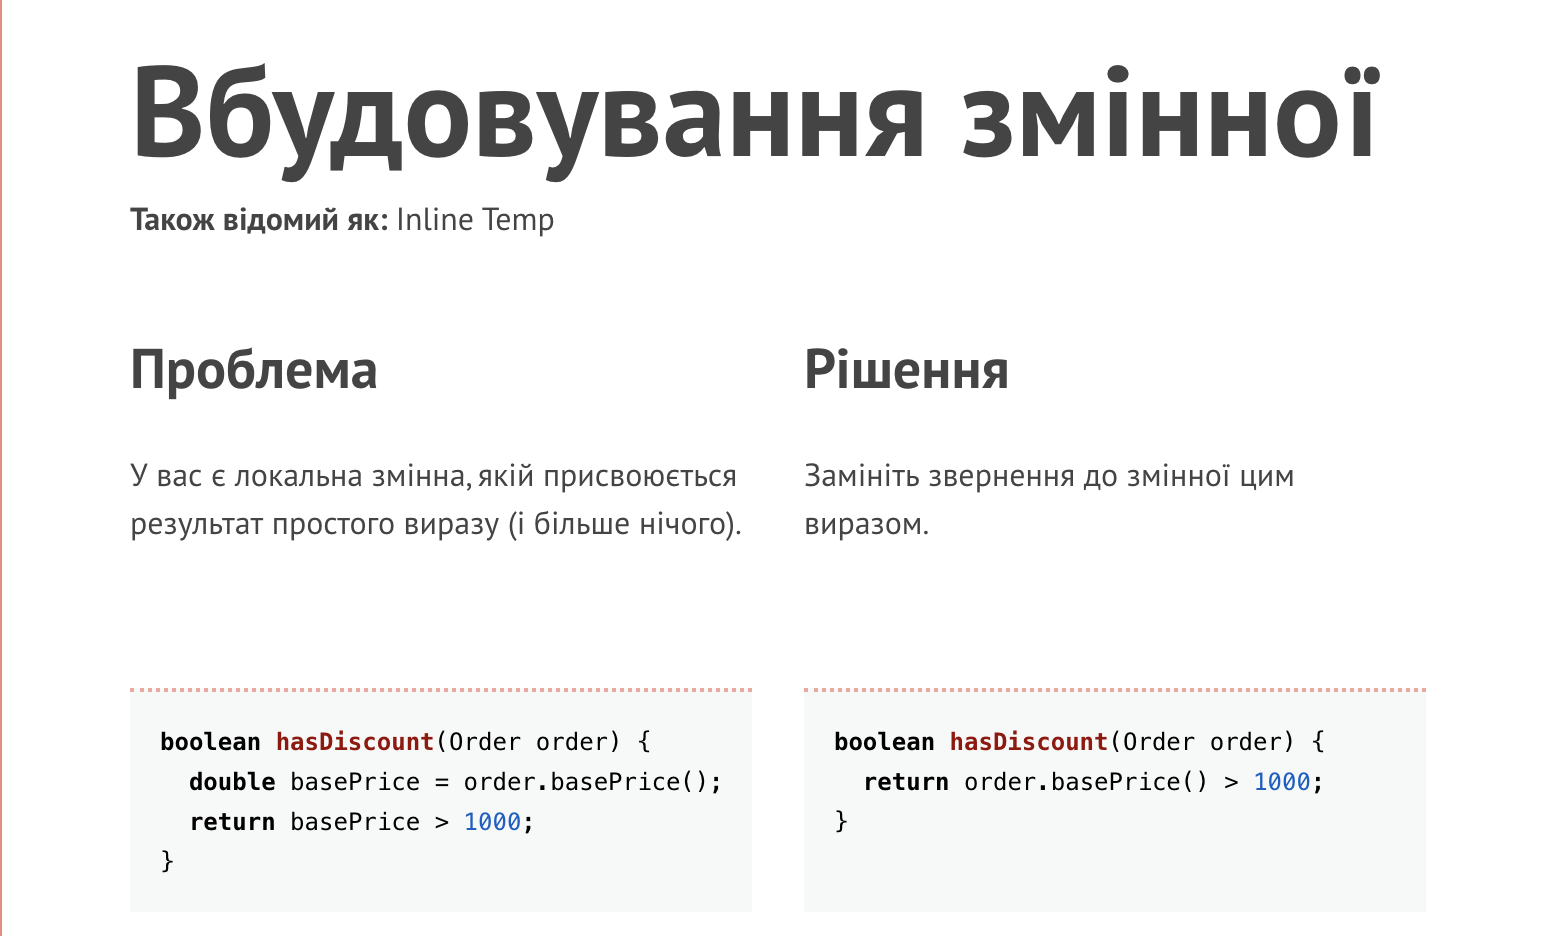 Вбудовування змінної
Також відомий як: Inline Temp
Проблема
У вас є локальна змінна, якій присвоюється
результат простого виразу (і більше нічого).
boolean hasDiscount(Order order) {
  double basePrice = order.basePrice();
  return basePrice > 1000;
}
Рішення
Замініть звернення до змінної цим
виразом.
boolean hasDiscount(Order order) {
  return order.basePrice() > 1000;
}